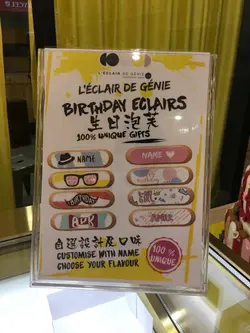 L'ÉCLAIR DE GÉNIE
L'ÉCLAIR DE GÉNIE
BIRTHDAY ECLAIRS
生日泡芙
100% UNIQUE GIFTS
NAME
NAME
birthday
自選設計及口味
CUSTOMISE WITH NAME
CHOOSE YOUR FLAVOUR
100%
UNIQUE